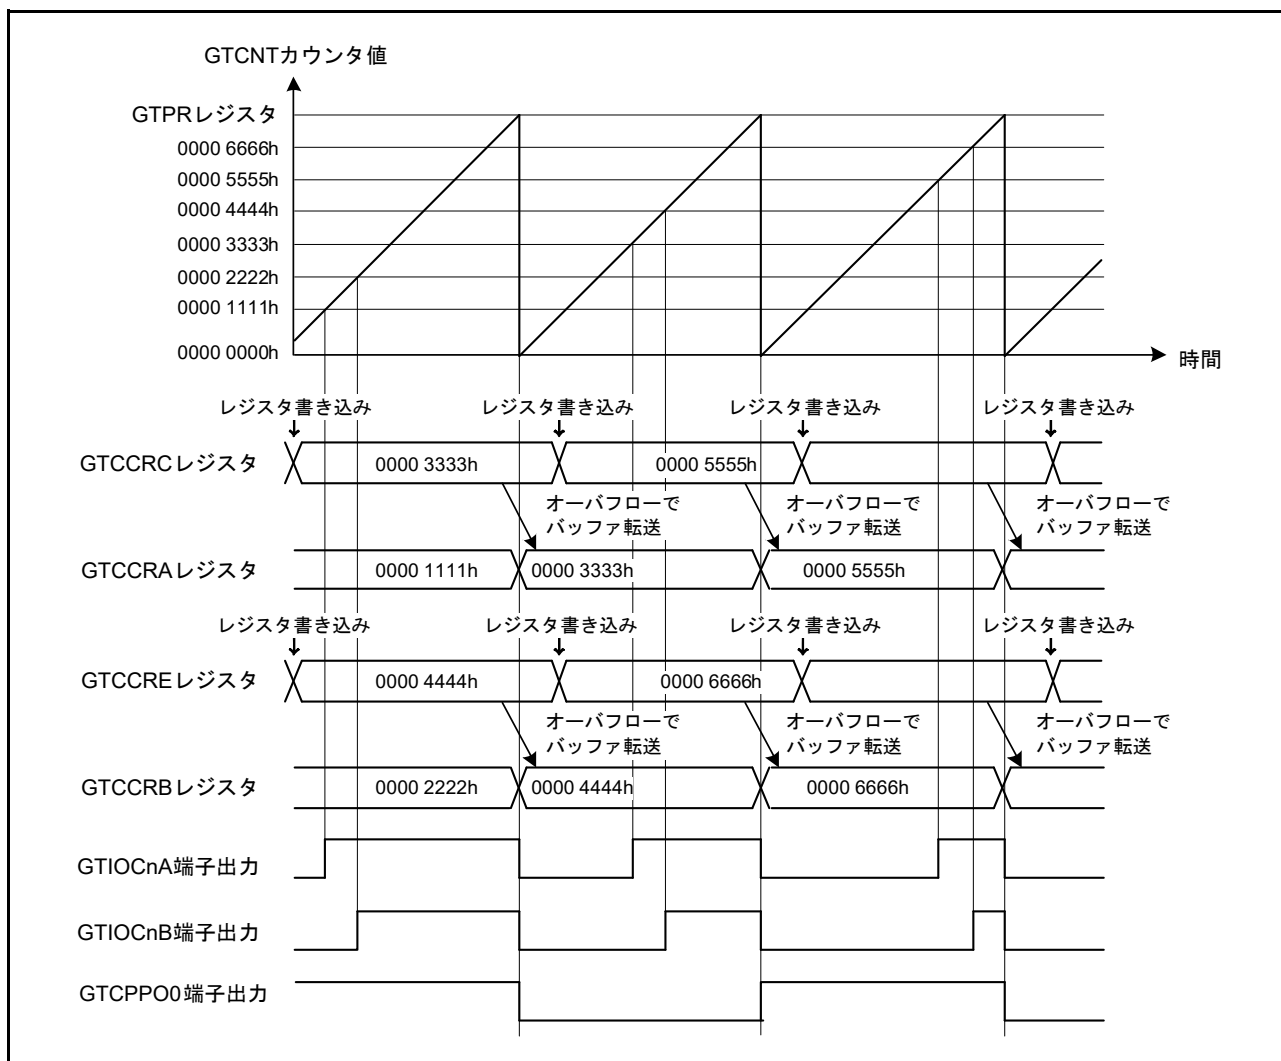 GTCNTカウンタ値
GTPRレジスタ
0000 6666h
0000 5555h
0000 4444h
0000 3333h
0000 2222h
0000 1111h
0000 0000h
時間
レジスタ書き込み レジスタ書き込み レジスタ書き込み レジスタ書き込み
GTCCRCレジスタ 0000 3333h 0000 5555h
オーバフローで オーバフローで オーバフローで
バッファ転送 バッファ転送 バッファ転送
GTCCRAレジスタ 0000 1111h 0000 3333h 0000 5555h
レジスタ書き込み レジスタ書き込み レジスタ書き込み レジスタ書き込み
GTCCREレジスタ 0000 4444h 0000 6666h
オーバフローで オーバフローで オーバフローで
バッファ転送 バッファ転送 バッファ転送
GTCCRBレジスタ 0000 2222h 0000 4444h 0000 6666h
GTIOCnA端子出力
GTIOCnB端子出力
GTCPPO0端子出力